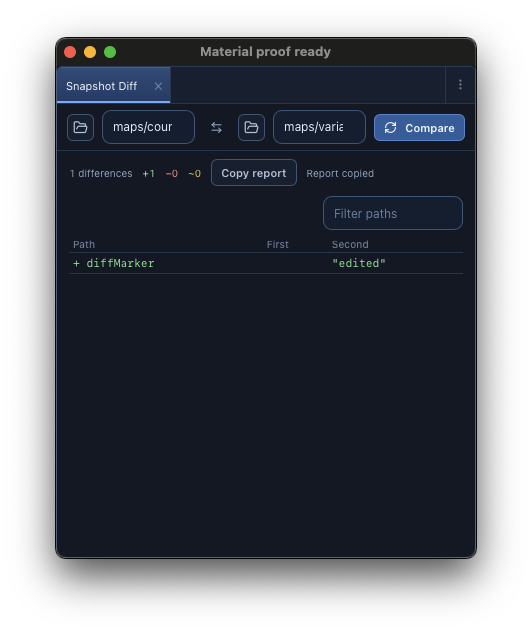 Material proof ready
Snapshot Diff
maps/cour maps/varia Compare
1 differences +1 −0 ~0 Copy report Report copied
Filter paths
Path First Second
+ diffMarker "edited"